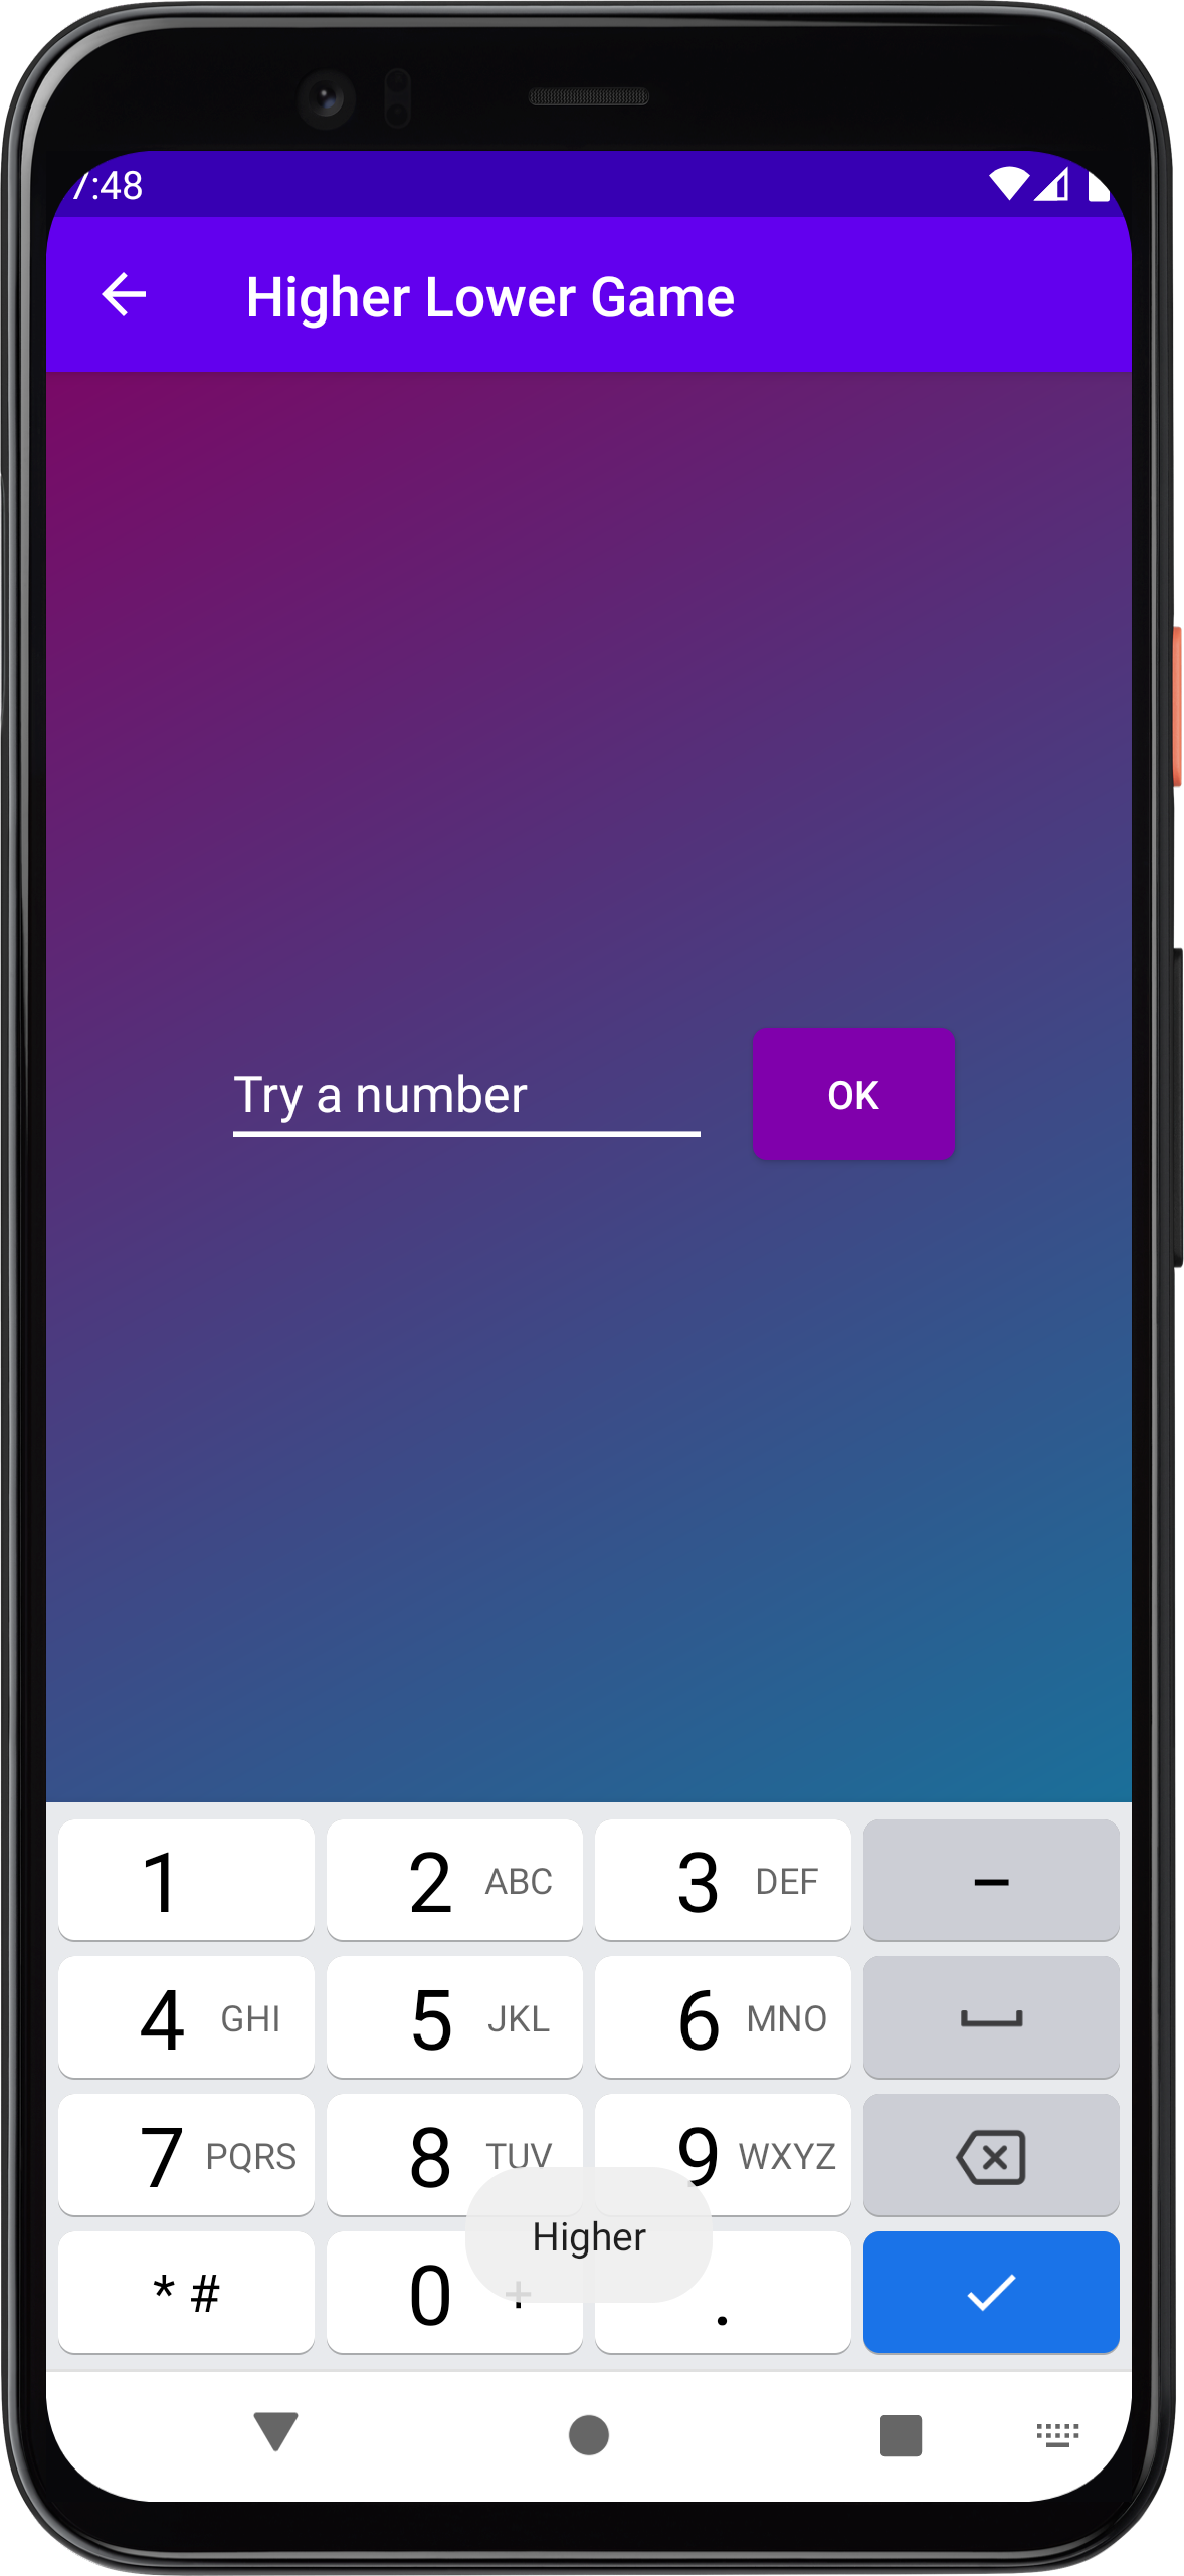 7:48
Higher Lower Game
Try a number
OK
1
2 ABC
3 DEF
–
4 GHI
5 JKL
6 MNO
7 PQRS
8 TUV
9 WXYZ
Higher
* #
0 +
.